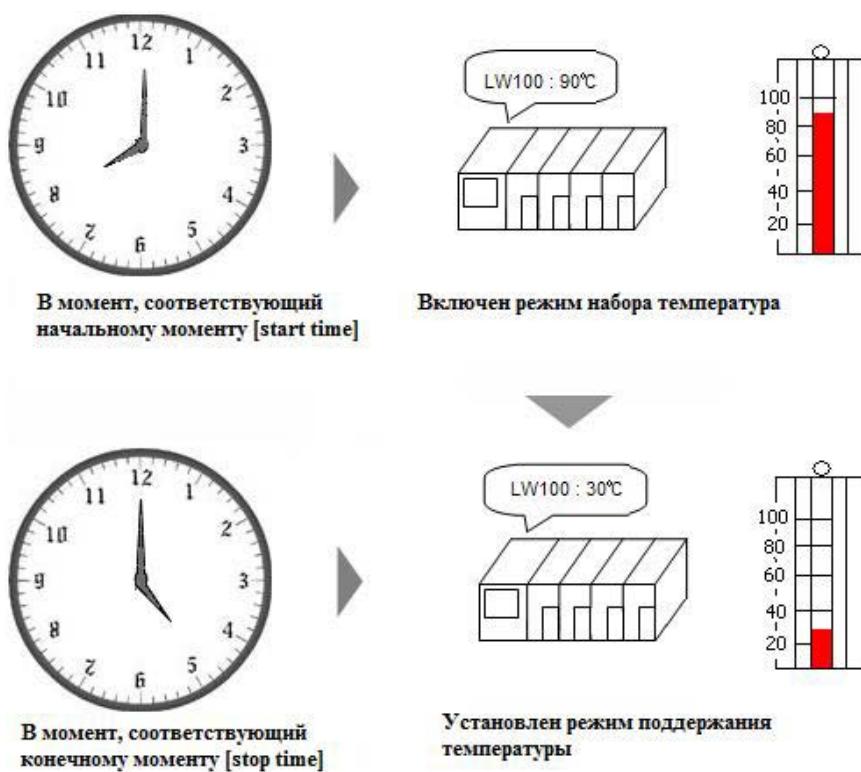 12
11 1
10 2
9 3
8 4
7 5
6
LW100 : 90℃
100
80
60
40
20
В момент, соответствующий
начальному моменту [start time]
Включен режим набора температура
12
11 1
10 2
9 3
8 4
7 5
6
LW100 : 30℃
100
80
60
40
20
В момент, соответствующий
конечному моменту [stop time]
Установлен режим поддержания
температуры